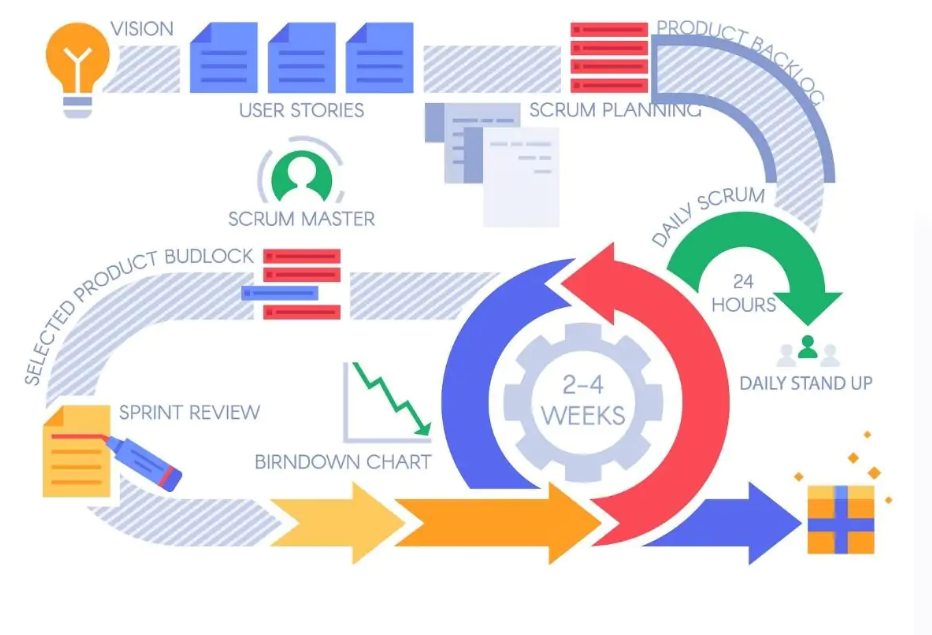 VISION
USER STORIES
SCRUM PLANNING
PRODUCT BACKLOG
SCRUM MASTER
DAILY SCRUM
24
HOURS
DAILY STAND UP
SELECTED PRODUCT BUDLOCK
2-4
WEEKS
SPRINT REVIEW
BIRNDOWN CHART